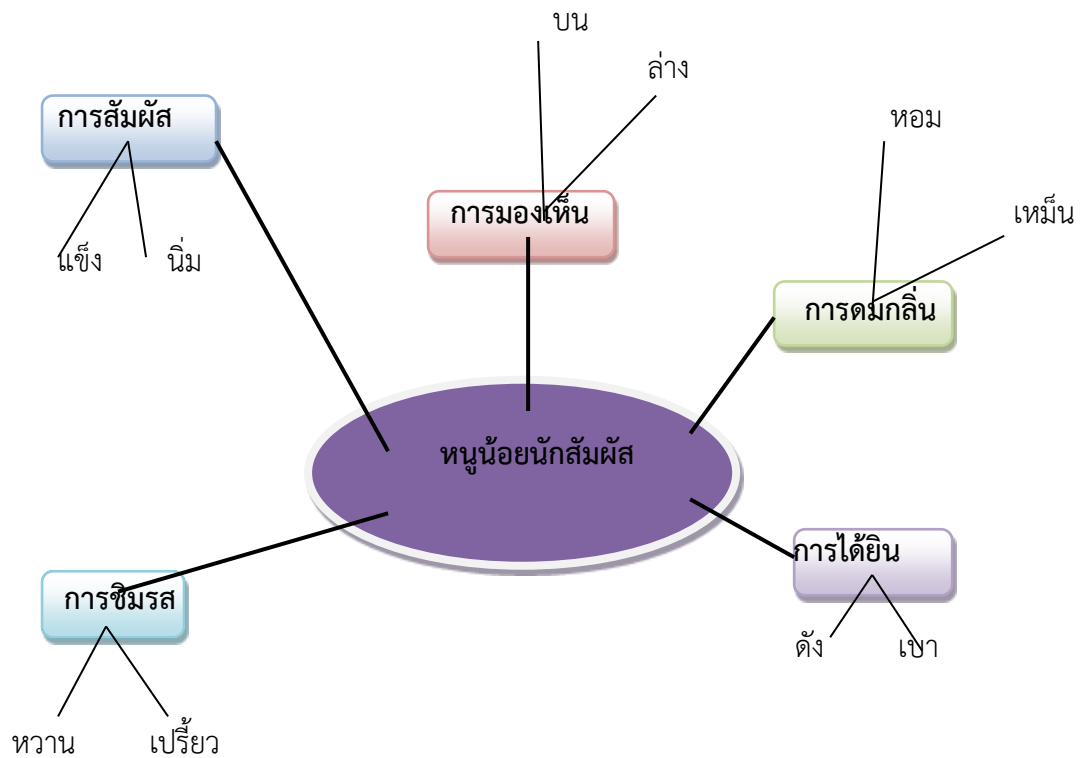 บน
ล่าง
การสัมผัส
หอม
การมองเห็น
เหม็น
แข็ง
นิ่ม
การดมกลิ่น
หนูน้อยนักสัมผัส
การได้ยิน
การชิมรส
ดัง
เบา
หวาน
เปรี้ยว